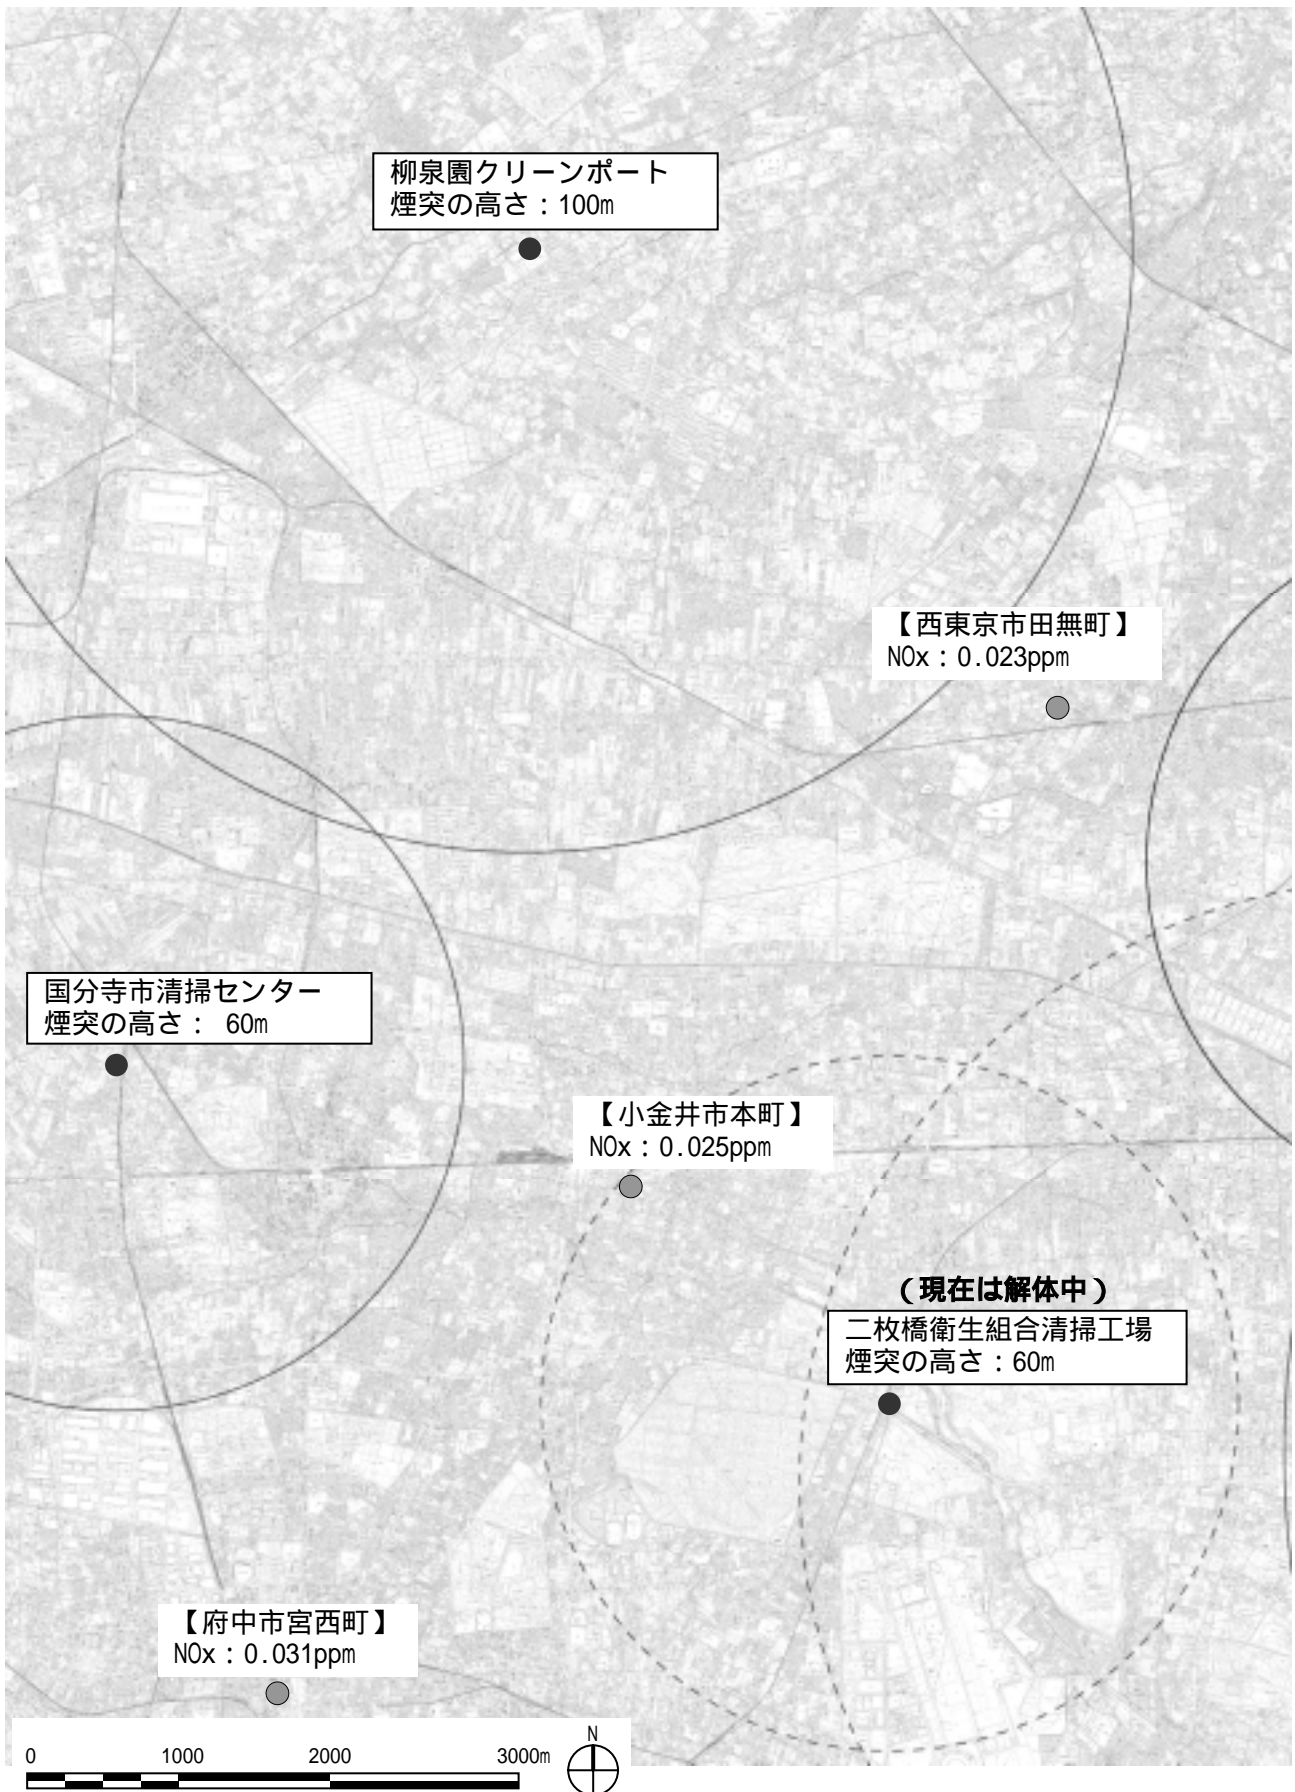 柳泉園クリーンポート
煙突の高さ：100m
【西東京市田無町】
NOx：0.023ppm
国分寺市清掃センター
煙突の高さ： 60m
【小金井市本町】
NOx：0.025ppm
（現在は解体中）
二枚橋衛生組合清掃工場
煙突の高さ：60m
【府中市宮西町】
NOx：0.031ppm
0 1000 2000 3000m
N